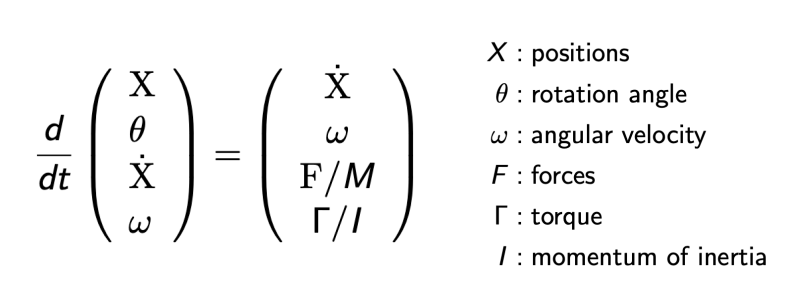 d/dt ( X θ Ẋ ω ) = ( Ẋ ω F/M Γ/I )
X : positions
θ : rotation angle
ω : angular velocity
F : forces
Γ : torque
I : momentum of inertia